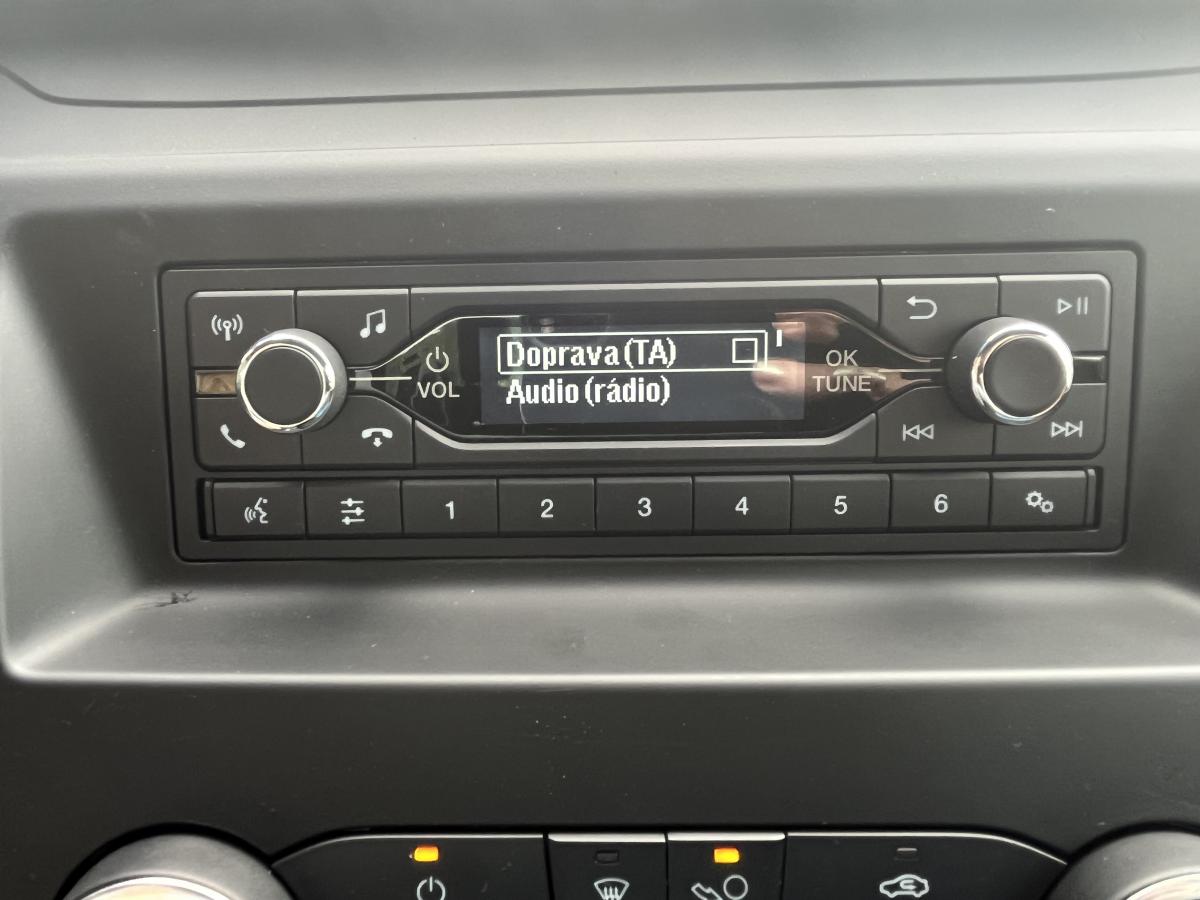 Doprava (TA)
Audio (rádio)
VOL
OK
TUNE
1
2
3
4
5
6